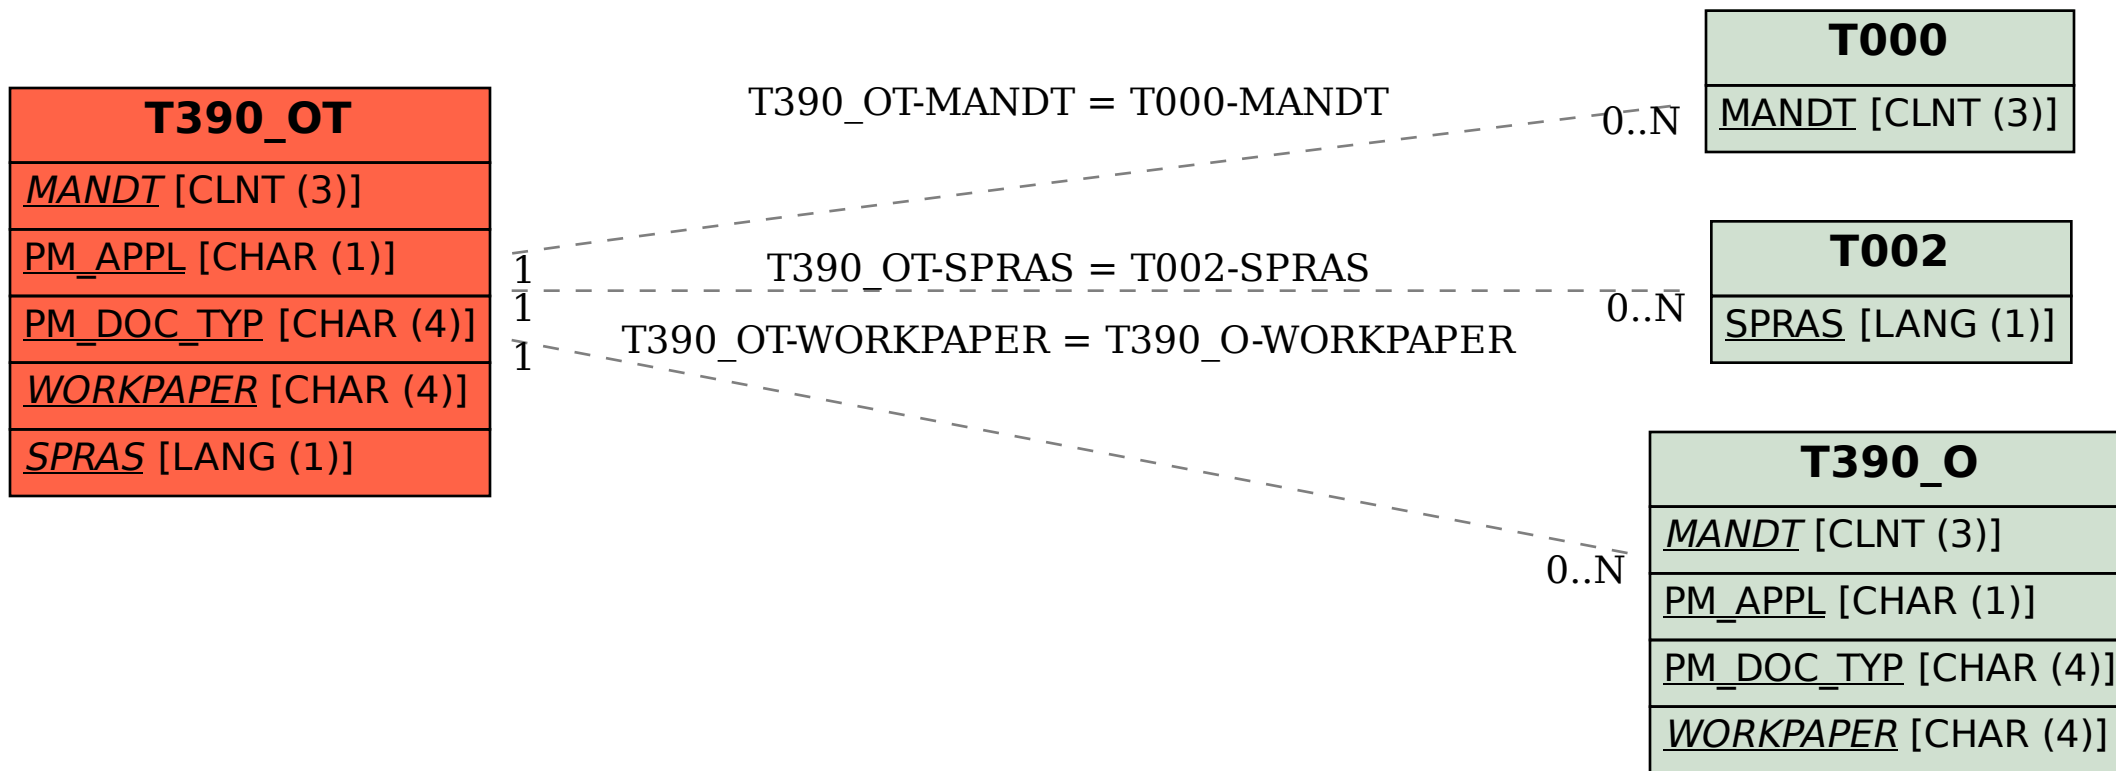 T390_OT
MANDT [CLNT (3)]
PM_APPL [CHAR (1)]
PM_DOC_TYP [CHAR (4)]
WORKPAPER [CHAR (4)]
SPRAS [LANG (1)]
T390_OT-MANDT = T000-MANDT
1
0..N
T390_OT-SPRAS = T002-SPRAS
1
0..N
T390_OT-WORKPAPER = T390_O-WORKPAPER
1
0..N
T000
MANDT [CLNT (3)]
T002
SPRAS [LANG (1)]
T390_O
MANDT [CLNT (3)]
PM_APPL [CHAR (1)]
PM_DOC_TYP [CHAR (4)]
WORKPAPER [CHAR (4)]